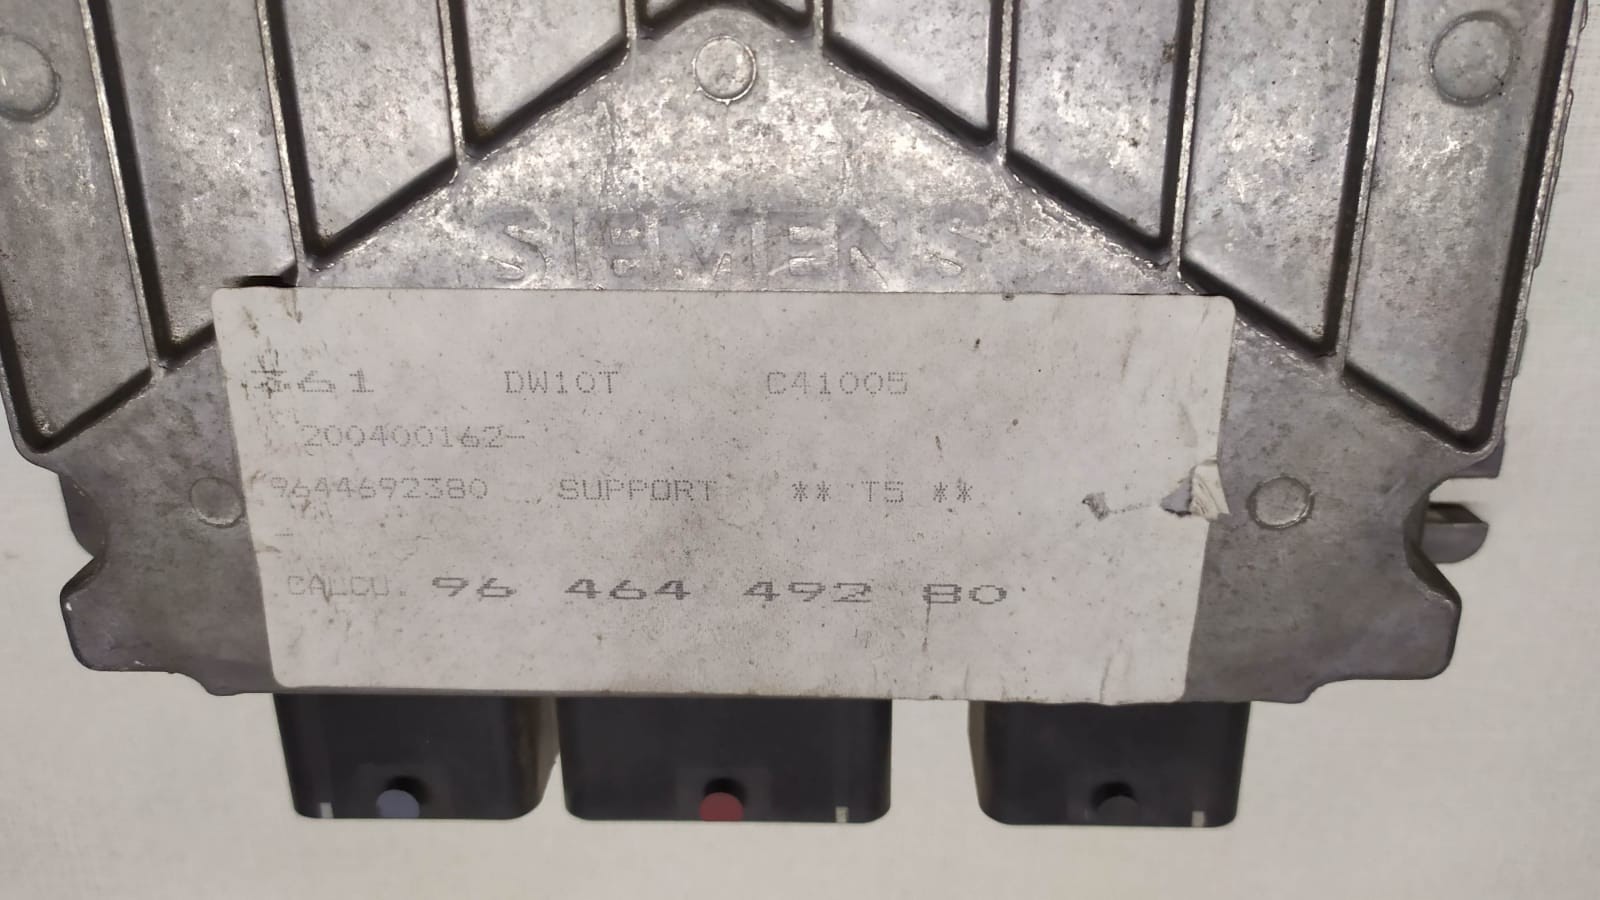 SIEMENS
61 DW10T C41005
200400162-
9644692380 SUPPORT ** T5 **
CALCU. 96 464 492 80